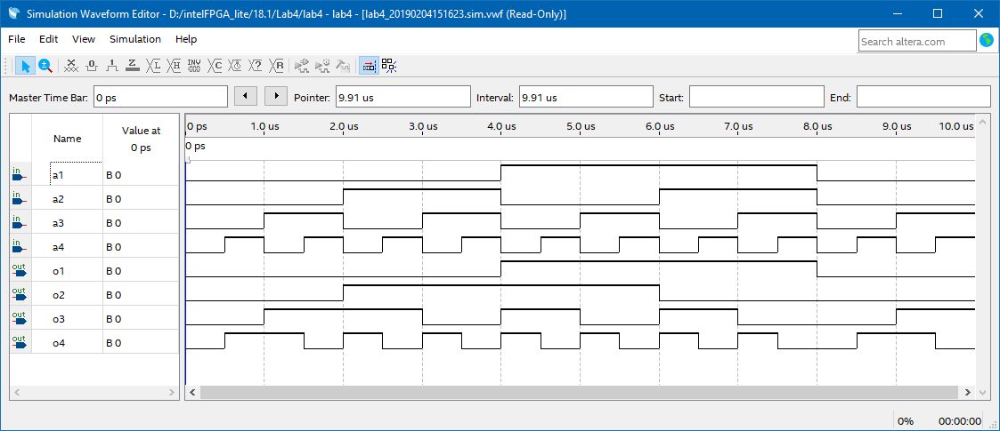 Simulation Waveform Editor - D:/intelFPGA_lite/18.1/Lab4/lab4 - lab4 - [lab4_20190204151623.sim.vwf (Read-Only)]
File Edit View Simulation Help
Search altera.com
Master Time Bar: 0 ps Pointer: 9.91 us Interval: 9.91 us Start: End:
Name Value at 0 ps
0 ps 1.0 us 2.0 us 3.0 us 4.0 us 5.0 us 6.0 us 7.0 us 8.0 us 9.0 us 10.0 us
0 ps
in a1 B 0
in a2 B 0
in a3 B 0
in a4 B 0
out o1 B 0
out o2 B 0
out o3 B 0
out o4 B 0
0% 00:00:00